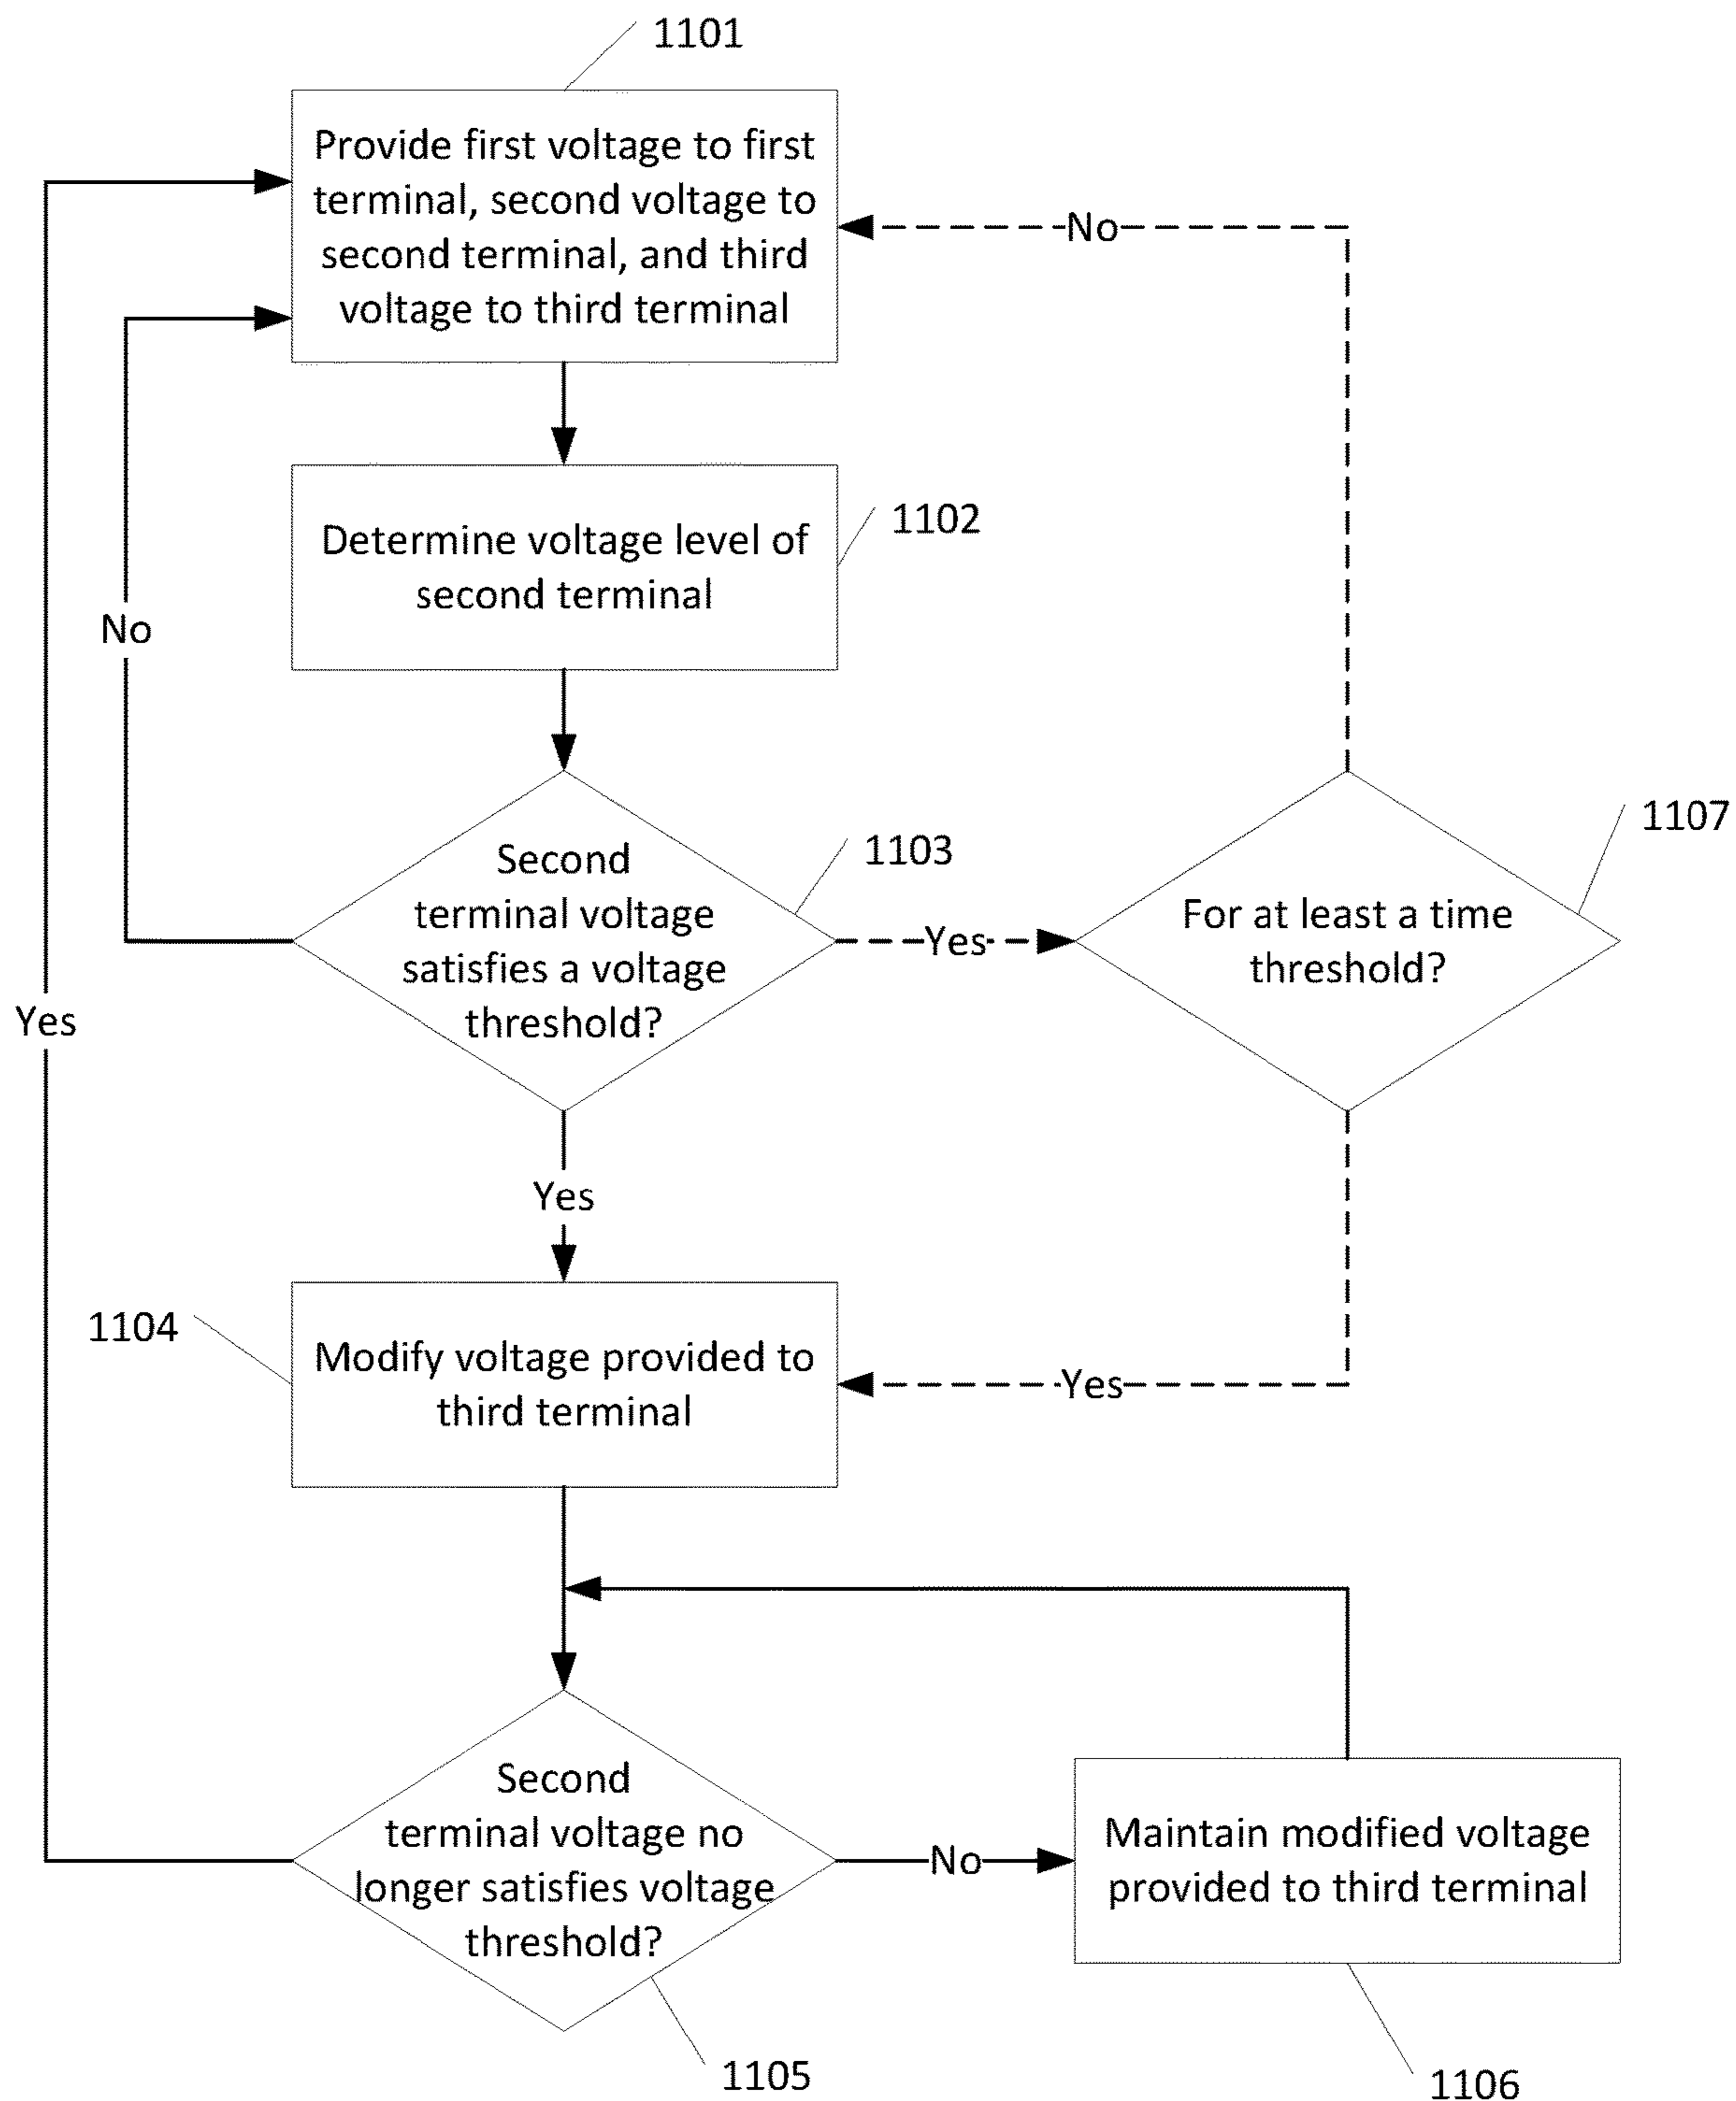 1101
Provide first voltage to first
terminal, second voltage to
second terminal, and third
voltage to third terminal
No
Determine voltage level of
second terminal
1102
No
Second
terminal voltage
satisfies a voltage
threshold?
1103
Yes
For at least a time
threshold?
1107
Yes
Yes
1104
Modify voltage provided to
third terminal
Yes
Second
terminal voltage no
longer satisfies voltage
threshold?
1105
No
Maintain modified voltage
provided to third terminal
1106